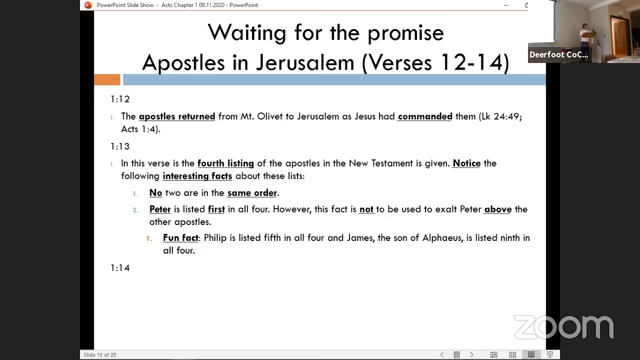 PowerPoint Slide Show - Acts Chapter 1 09.11.2020 - PowerPoint
Waiting for the promise
Apostles in Jerusalem (Verses 12-14)
Deerfoot CoC...
1:12
1. The apostles returned from Mt. Olivet to Jerusalem as Jesus had commanded them (Lk 24:49;
Acts 1:4).
1:13
1. In this verse is the fourth listing of the apostles in the New Testament is given. Notice the
following interesting facts about these lists:
1. No two are in the same order.
2. Peter is listed first in all four. However, this fact is not to be used to exalt Peter above the
other apostles.
1. Fun fact: Philip is listed fifth in all four and James, the son of Alphaeus, is listed ninth in
all four.
1:14
zoom
Slide 15 of 20